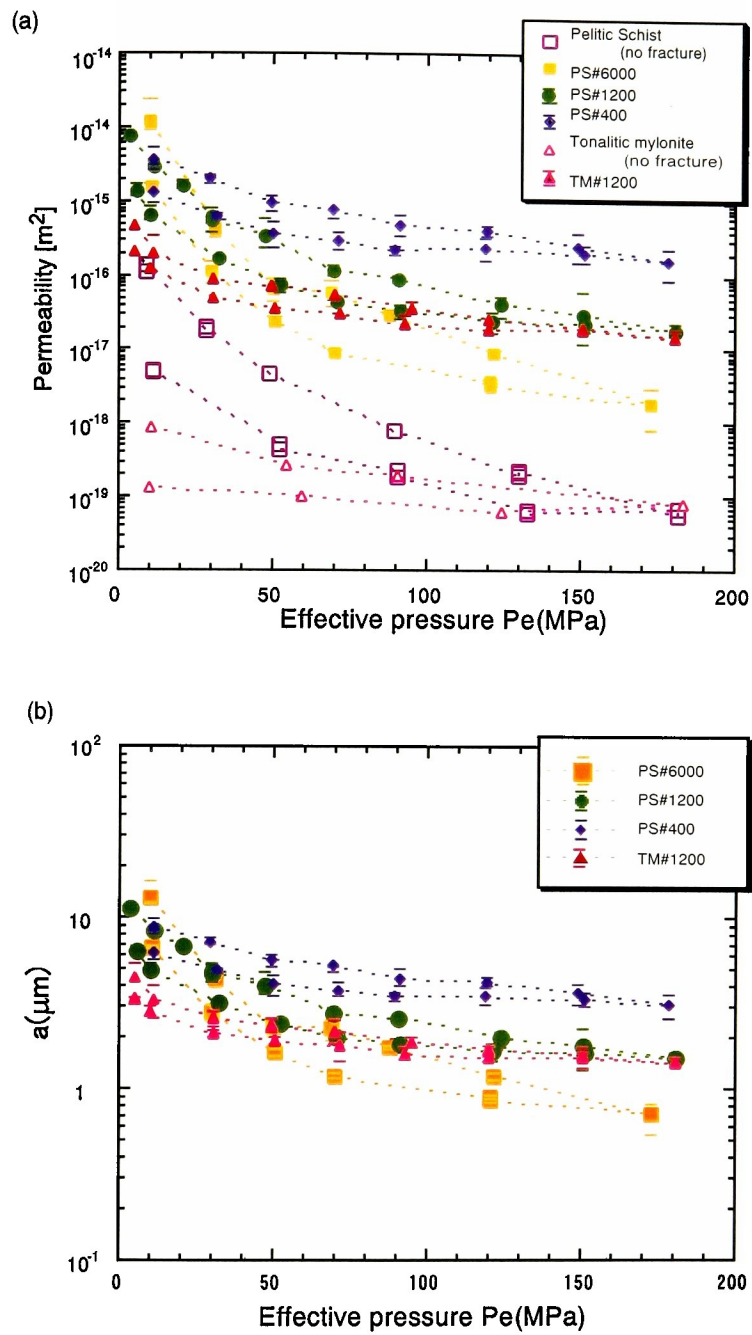 (a)
Pelitic Schist
(no fracture)
PS#6000
PS#1200
PS#400
Tonalitic mylonite
(no fracture)
TM#1200
10-14
10-14
10-15
10-16
10-17
10-18
10-19
10-20
Permeability [m2]
0 50 100 150 200
Effective pressure Pe(MPa)
(b)
PS#6000
PS#1200
PS#400
TM#1200
102
10
1
10-1
a(μm)
0 50 100 150 200
Effective pressure Pe(MPa)